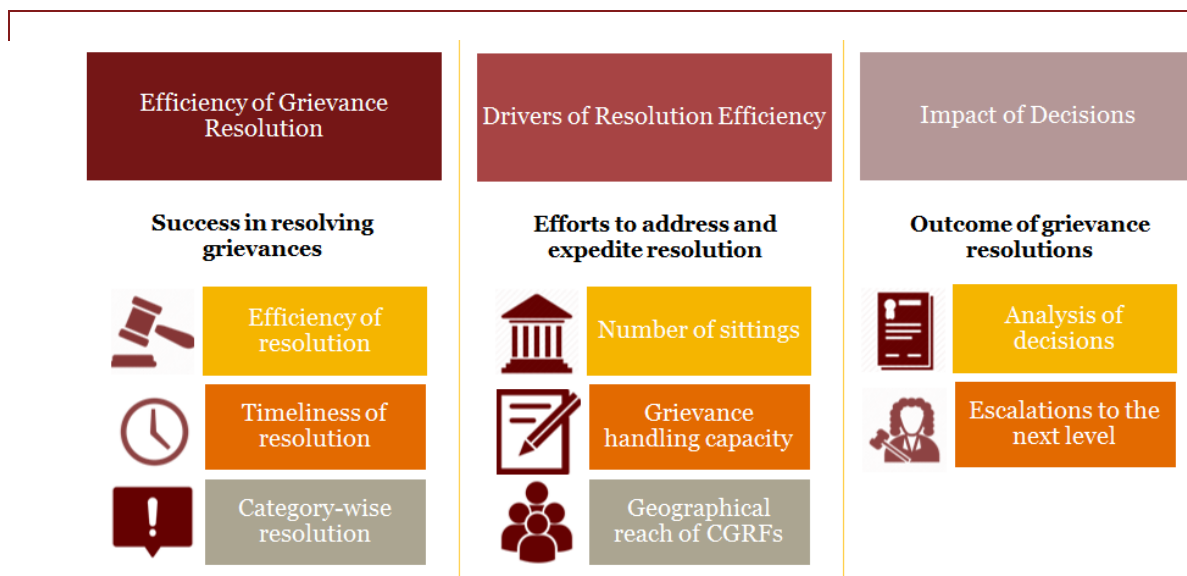 Efficiency of Grievance
Resolution
Success in resolving
grievances
Efficiency of
resolution
Timeliness of
resolution
Category-wise
resolution
Drivers of Resolution Efficiency
Efforts to address and
expedite resolution
Number of sittings
Grievance
handling capacity
Geographical
reach of CGRFs
Impact of Decisions
Outcome of grievance
resolutions
Analysis of
decisions
Escalations to the
next level